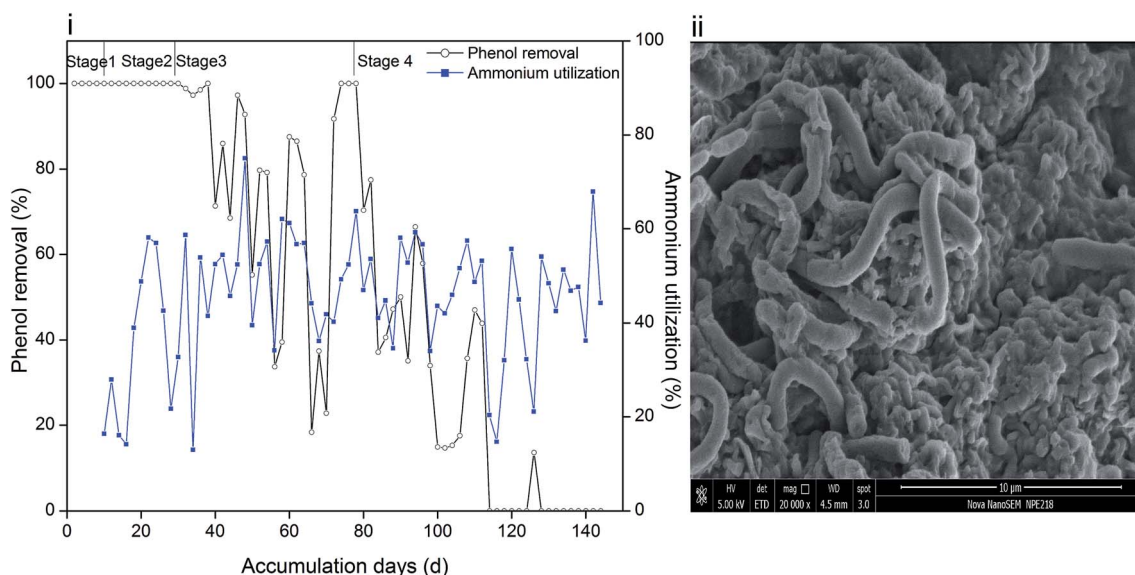 i
Stage1
Stage2
Stage3
Stage 4
Phenol removal
Ammonium utilization
100
80
60
40
20
0
Phenol removal (%)
100
80
60
40
20
0
Ammonium utilization (%)
0 20 40 60 80 100 120 140
Accumulation days (d)
ii
HV det mag WD spot
5.00 kV ETD 20 000 x 4.5 mm 3.0
10 µm
Nova NanoSEM NPE218